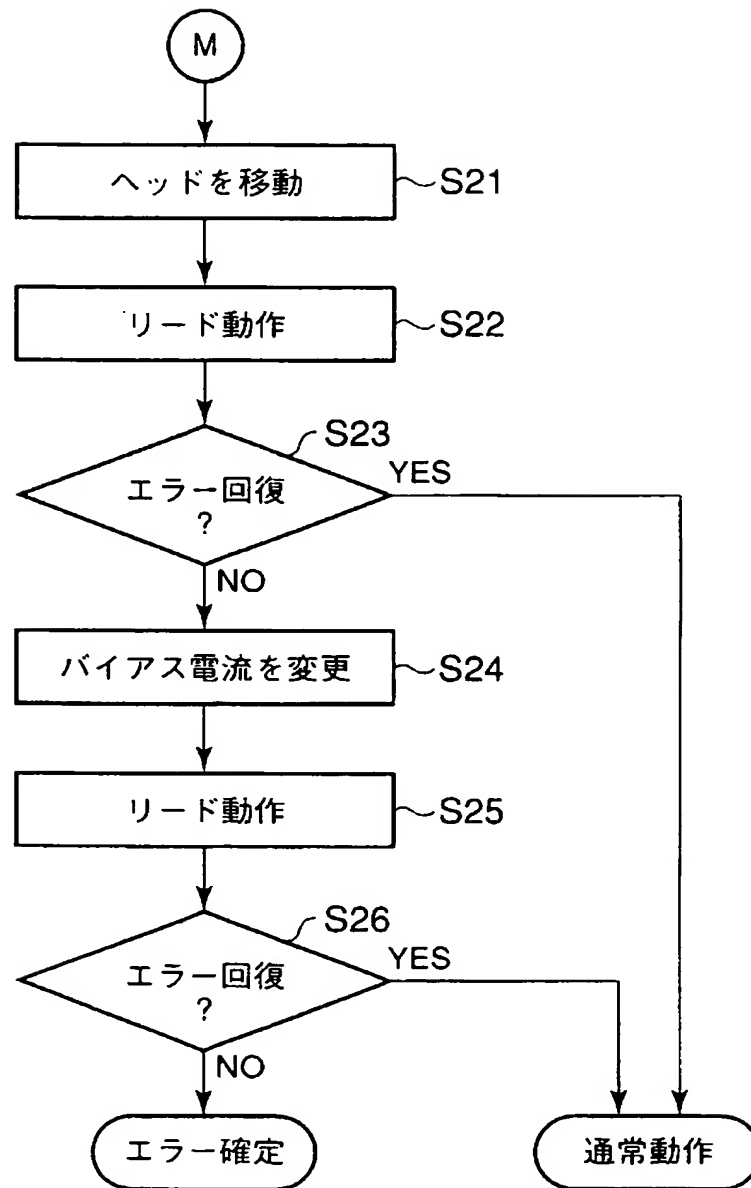 M
ヘッドを移動
S21
リード動作
S22
S23
エラー回復
?
YES
NO
バイアス電流を変更
S24
リード動作
S25
S26
エラー回復
?
YES
NO
エラー確定
通常動作